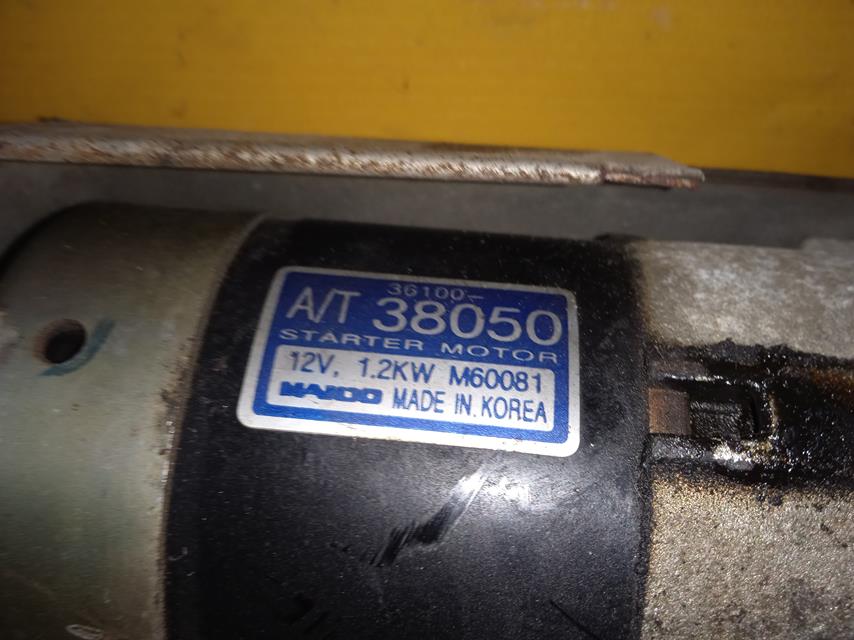 36100-
A/T 38050
STARTER MOTOR
12V, 1.2KW M60081
MANDO MADE IN KOREA